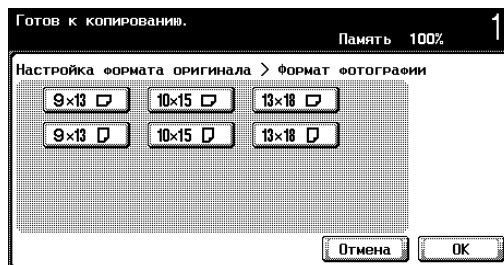 Готов к копированию.
1
Память 100%
Настройка формата оригинала > Формат фотографии
9×13 10×15 13×18
9×13 10×15 13×18
Отмена OK